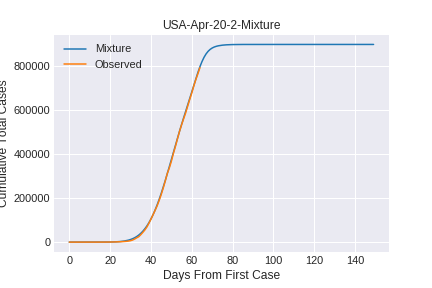 USA-Apr-20-2-Mixture
Mixture
Observed
Cumulative Total Cases
800000
600000
400000
200000
0
0 20 40 60 80 100 120 140
Days From First Case